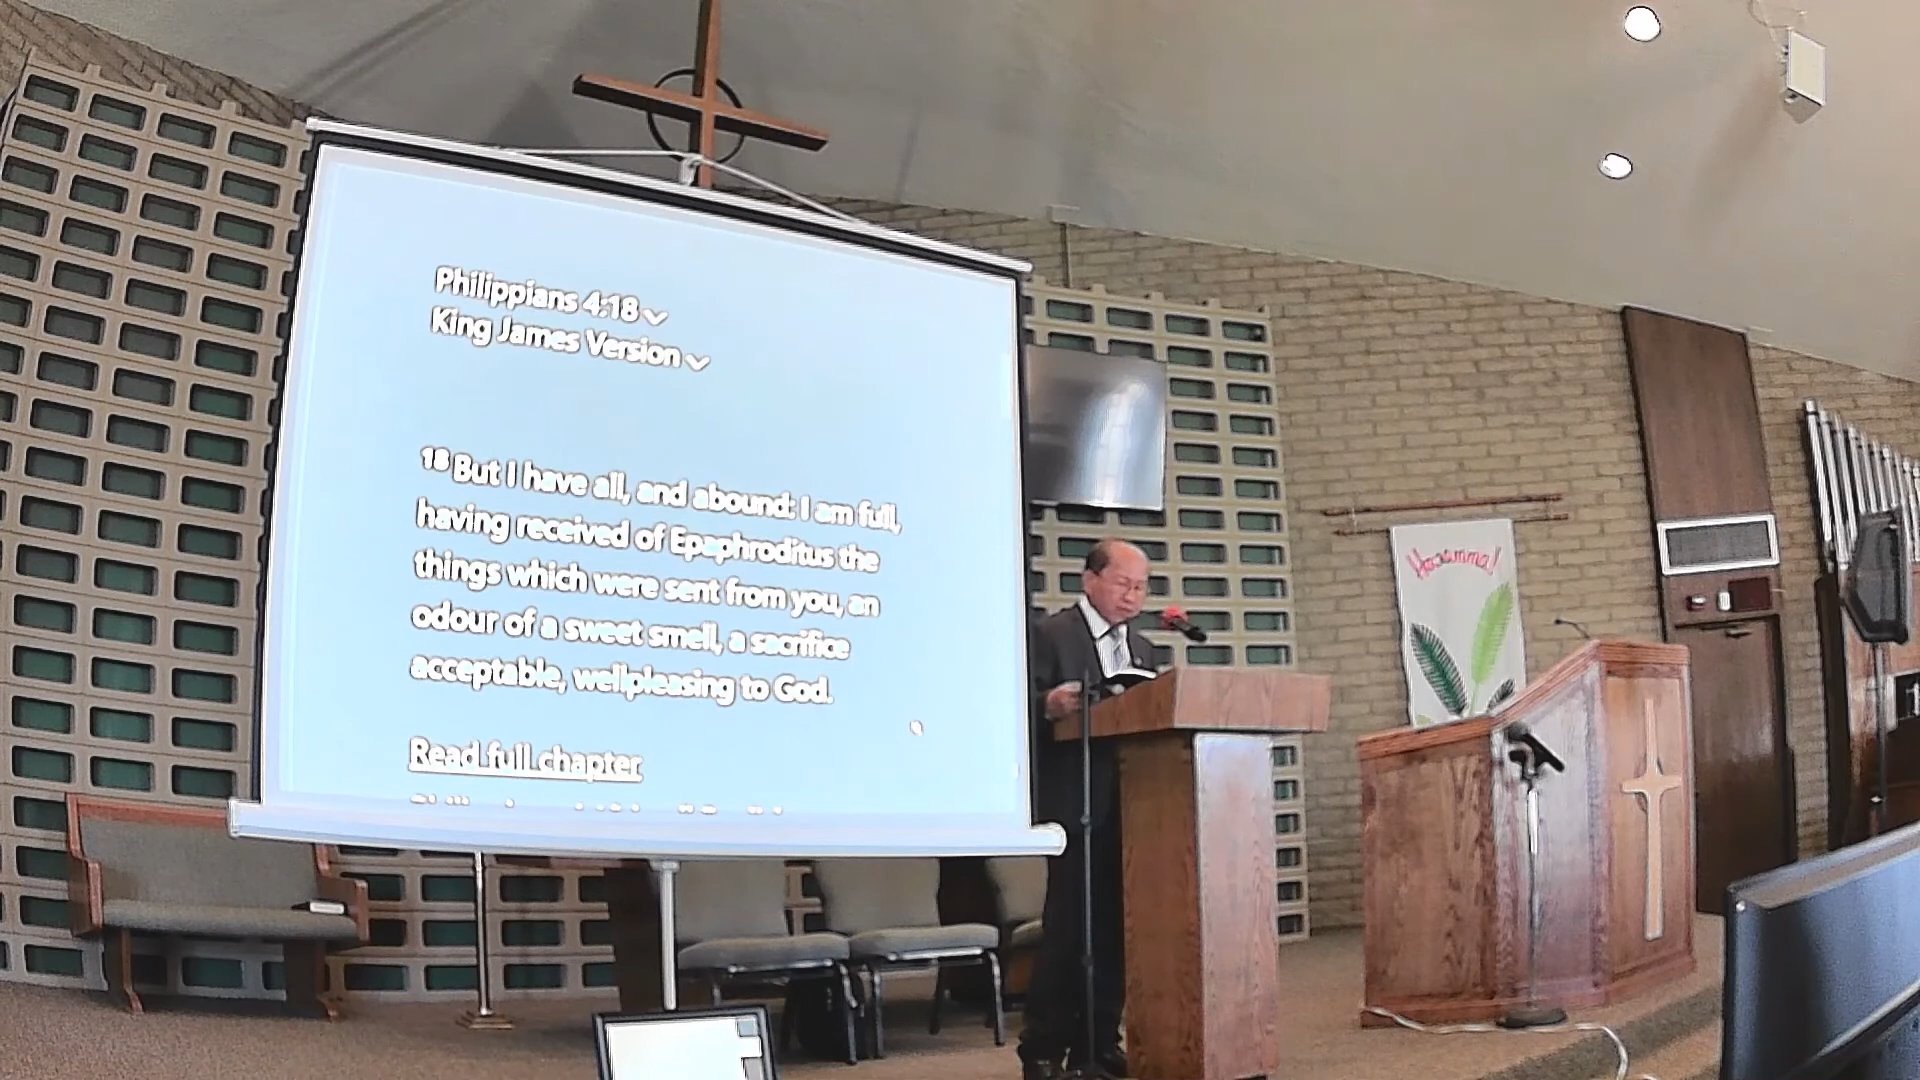 Philippians 4:18
King James Version
18 But I have all, and abound: I am full,
having received of Epaphroditus the
things which were sent from you, an
odour of a sweet smell, a sacrifice
acceptable, wellpleasing to God.
Read full chapter
Hosanna!